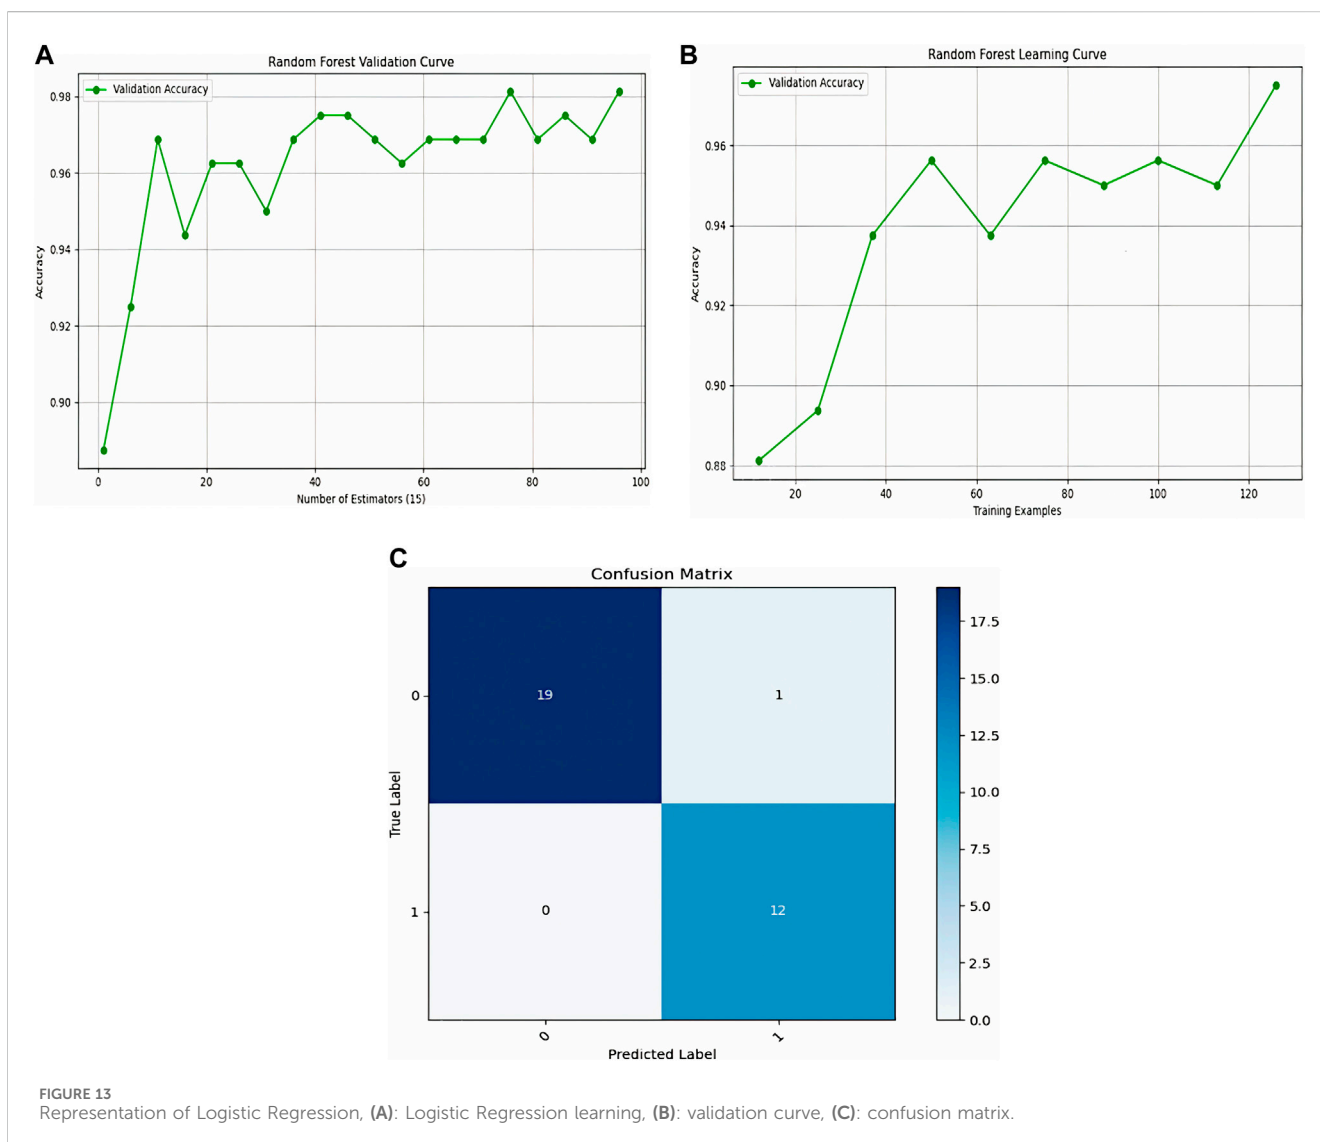 A
Random Forest Validation Curve
Validation Accuracy
0.98
0.96
0.94
0.92
0.90
Accuracy
0 20 40 60 80 100
Number of Estimators (15)
B
Random Forest Learning Curve
Validation Accuracy
0.96
0.94
0.92
0.90
0.88
Accuracy
20 40 60 80 100 120
Training Examples
C
Confusion Matrix
0
1
True Label
19 1
0 12
0 1
Predicted Label
17.5
15.0
12.5
10.0
7.5
5.0
2.5
0.0
FIGURE 13
Representation of Logistic Regression, (A): Logistic Regression learning, (B): validation curve, (C): confusion matrix.